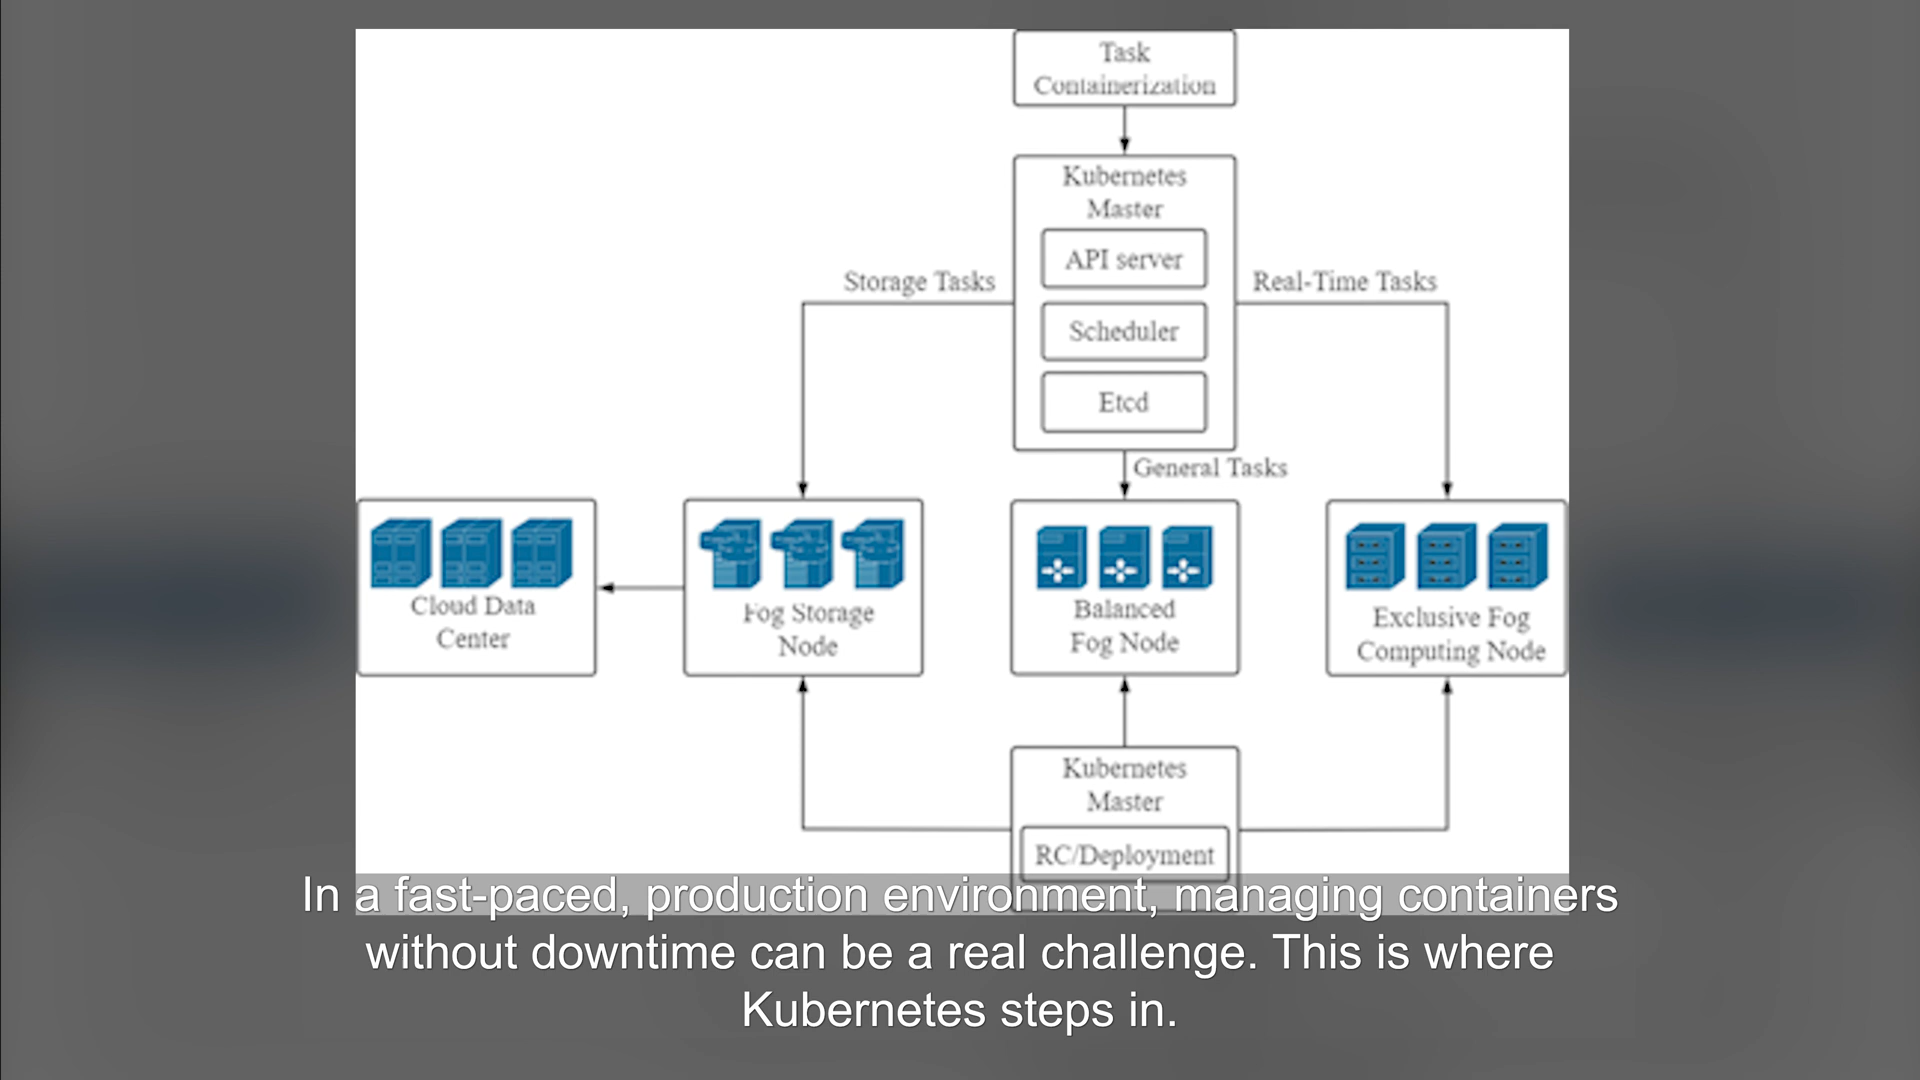 Task
Containerization
Kubernetes
Master
API server
Storage Tasks
Real-Time Tasks
Scheduler
Etcd
General Tasks
Cloud Data
Center
Fog Storage
Node
Balanced
Fog Node
Exclusive Fog
Computing Node
Kubernetes
Master
RC/Deployment
In a fast-paced, production environment, managing containers
without downtime can be a real challenge. This is where
Kubernetes steps in.